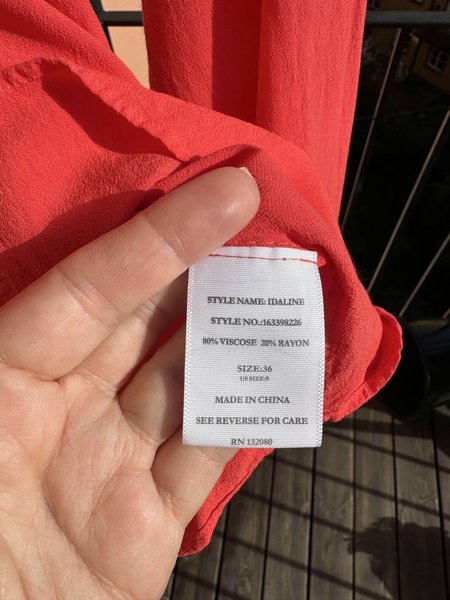 STYLE NAME: IDALINE
STYLE NO.:163398226
80% VISCOSE 20% RAYON
SIZE:36
US SIZE:8
MADE IN CHINA
SEE REVERSE FOR CARE
RN 132080